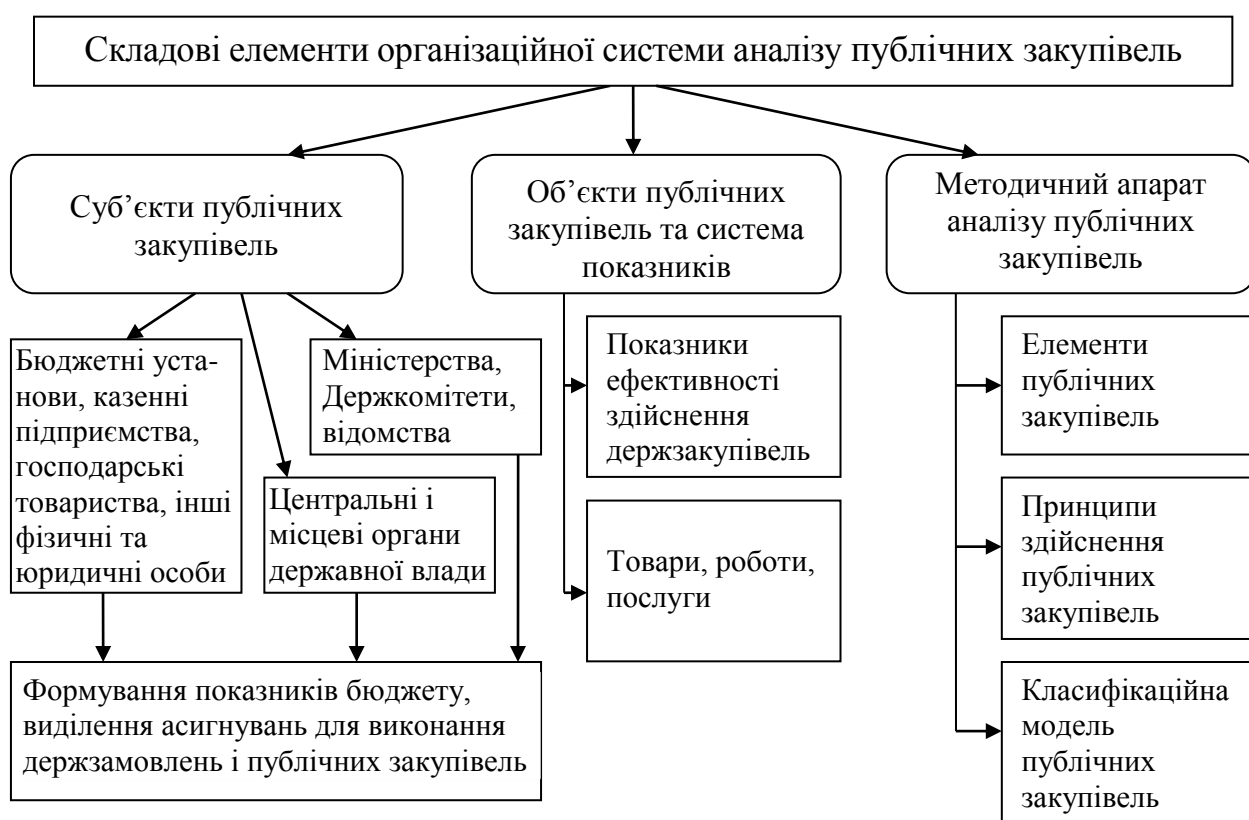 Складові елементи організаційної системи аналізу публічних закупівель
Суб’єкти публічних
закупівель
Об’єкти публічних
закупівель та система
показників
Методичний апарат
аналізу публічних
закупівель
Бюджетні уста-
нови, казенні
підприємства,
господарські
товариства, інші
фізичні та
юридичні особи
Міністерства,
Держкомітети,
відомства
Центральні і
місцеві органи
державної влади
Формування показників бюджету,
виділення асигнувань для виконання
держзамовлень і публічних закупівель
Показники
ефективності
здійснення
держзакупівель
Товари, роботи,
послуги
Елементи
публічних
закупівель
Принципи
здійснення
публічних
закупівель
Класифікаційна
модель
публічних
закупівель